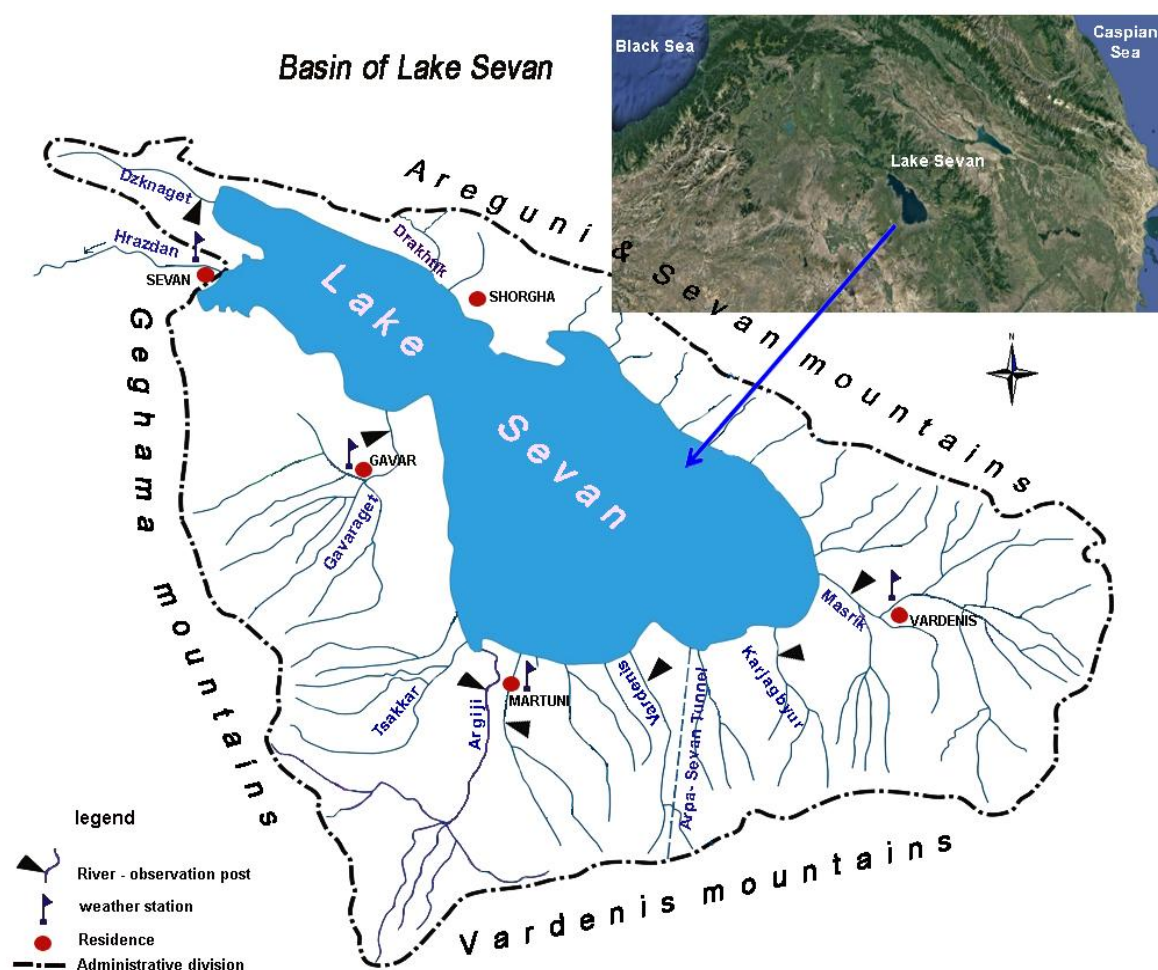 Basin of Lake Sevan
Black Sea
Caspian
Sea
Lake Sevan
Areguni & Sevan mountains
Dzknaget
Hrazdan
SEVAN
Drakhtik
SHORGHA
Lake
Sevan
N
Geghama
mountains
GAVAR
Gavaraget
Masrik
VARDENIS
Tsakkar
Argiji
MARTUNI
Vardenis
Arpa- Sevan Tunnel
Karjagbyur
Vardenis mountains
legend
River - observation post
weather station
Residence
Administrative division